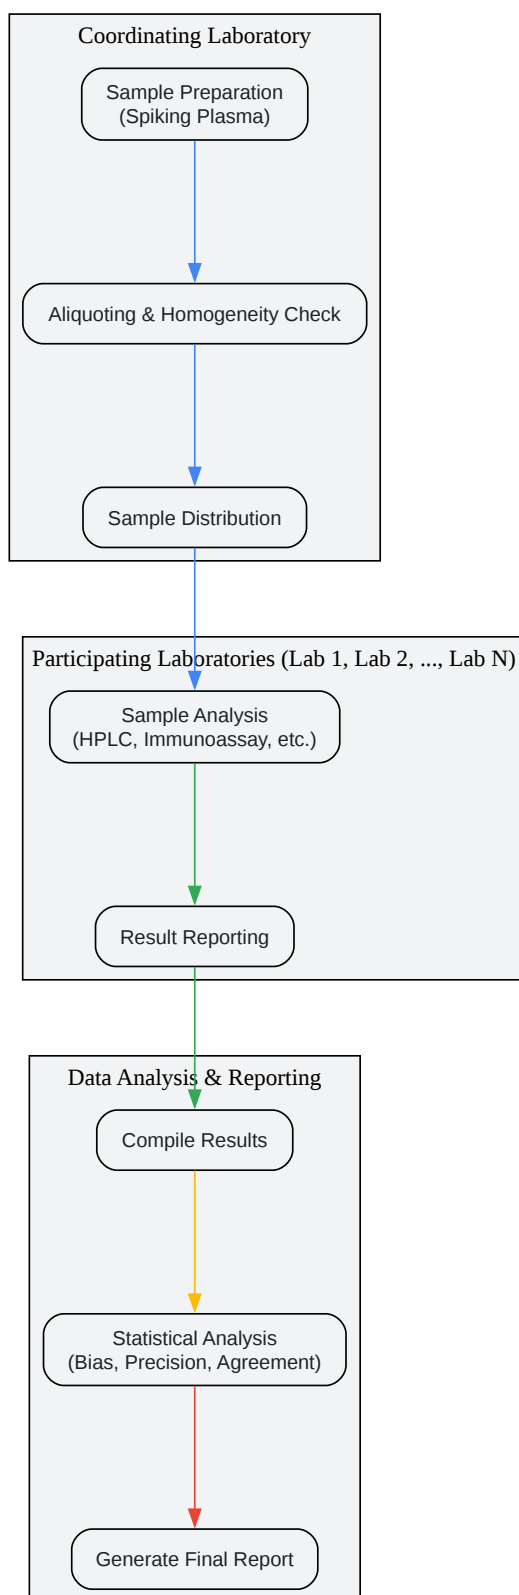 Coordinating Laboratory
Sample Preparation
(Spiking Plasma)
Aliquoting & Homogeneity Check
Sample Distribution
Participating Laboratories (Lab 1, Lab 2, ..., Lab N)
Sample Analysis
(HPLC, Immunoassay, etc.)
Result Reporting
Data Analysis & Reporting
Compile Results
Statistical Analysis
(Bias, Precision, Agreement)
Generate Final Report